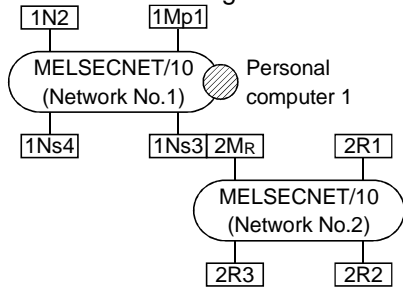 1N2 1Mp1
MELSECNET/10
(Network No.1)
Personal
computer 1
1Ns4 1Ns3 2MR 2R1
MELSECNET/10
(Network No.2)
2R3 2R2